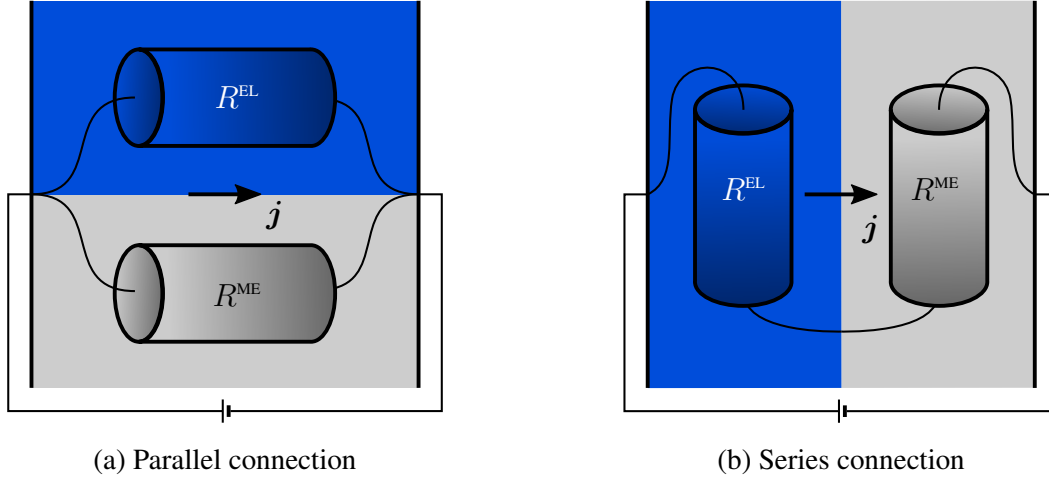 R^EL
j
R^ME
R^EL
R^ME
j
(a) Parallel connection
(b) Series connection